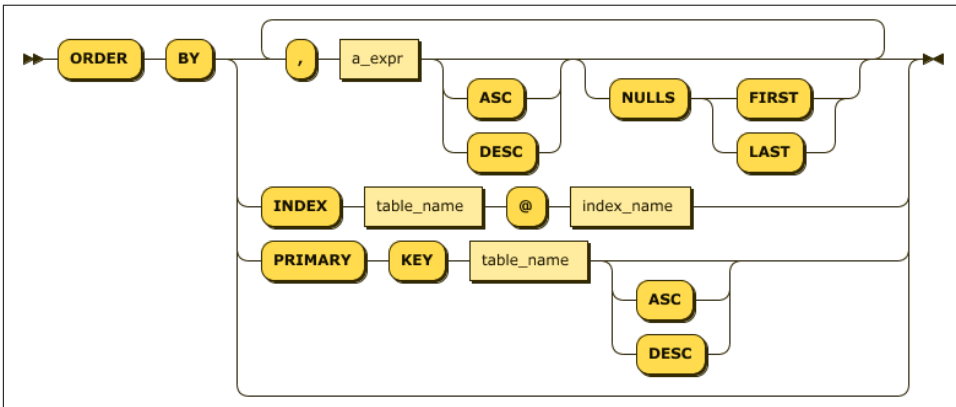 ORDER BY , a_expr
ASC NULLS FIRST
DESC LAST
INDEX table_name @ index_name
PRIMARY KEY table_name
ASC
DESC